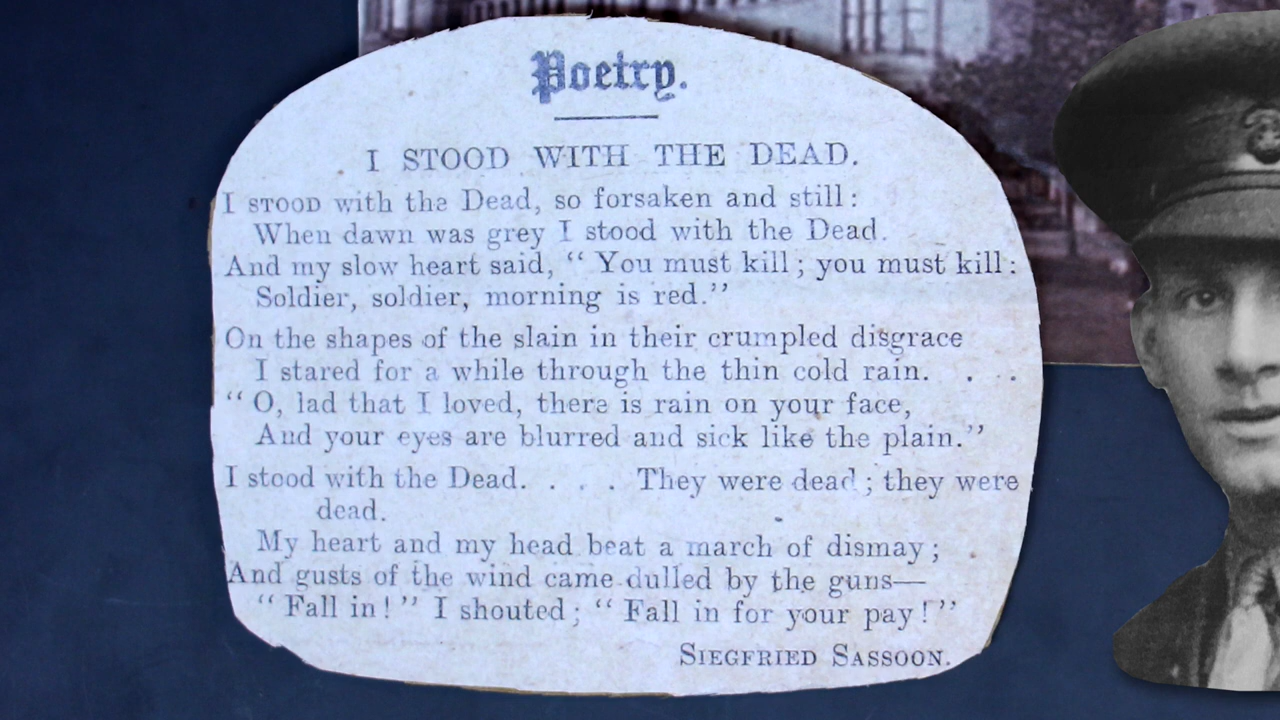 Poetry.
I STOOD WITH THE DEAD.
I STOOD with the Dead, so forsaken and still:
When dawn was grey I stood with the Dead.
And my slow heart said, “ You must kill ; you must kill :
Soldier, soldier, morning is red.”
On the shapes of the slain in their crumpled disgrace
I stared for a while through the thin cold rain. . .
“ O, lad that I loved, there is rain on your face,
And your eyes are blurred and sick like the plain.”
I stood with the Dead. . . . They were dead ; they were
dead.
My heart and my head beat a march of dismay ;
And gusts of the wind came dulled by the guns—
“ Fall in ! ” I shouted ; “ Fall in for your pay ! ”
SIEGFRIED SASSOON.